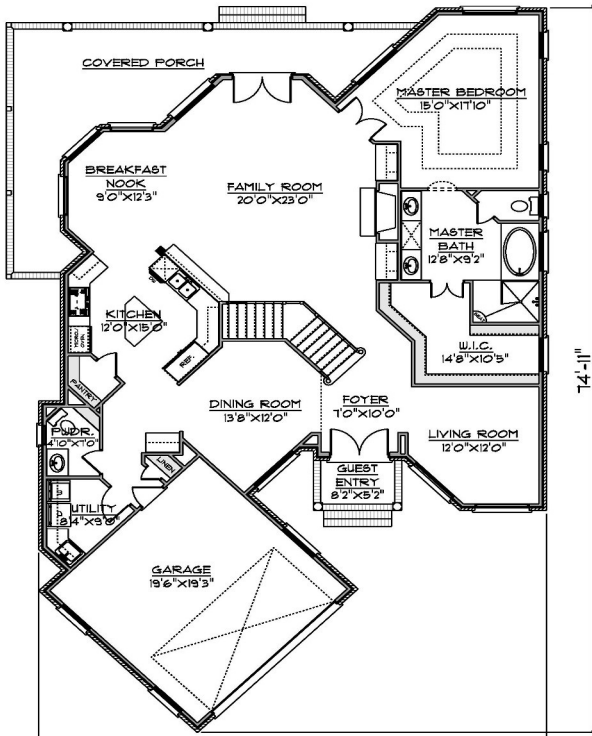 COVERED PORCH
MASTER BEDROOM
15'0"X17'10"
BREAKFAST
NOOK
9'0"X12'3"
FAMILY ROOM
20'0"X23'0"
MASTER
BATH
12'8"X9'2"
KITCHEN
12'0"X15'0"
REF.
W.I.C.
14'8"X10'5"
74'-11"
PANTRY
DINING ROOM
13'8"X12'0"
FOYER
7'0"X10'0"
LIVING ROOM
12'0"X12'0"
PWDR.
4'10"X7'0"
LINEN
GUEST
ENTRY
8'2"X5'2"
UTILITY
8'4"X9'8"
GARAGE
19'6"X19'3"